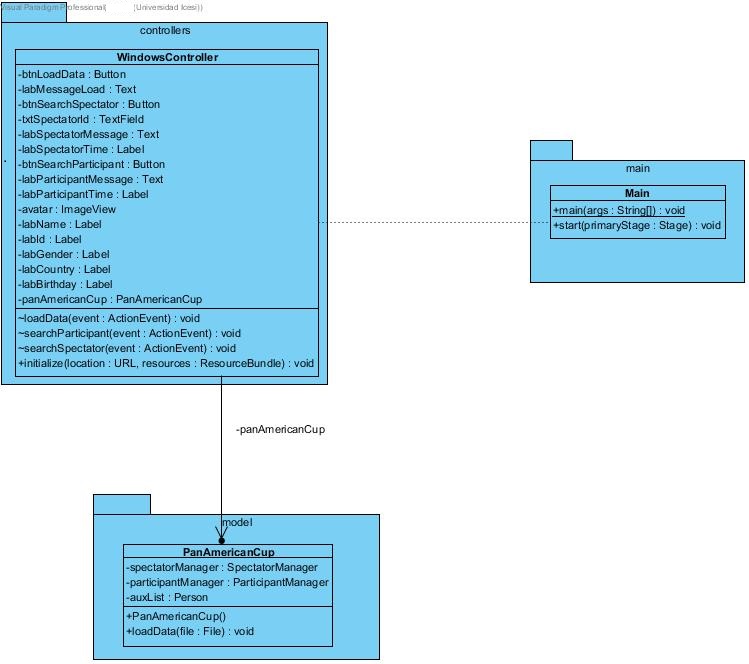 Visual Paradigm Professional( (Universidad Icesi))
controllers
WindowsController
-btnLoadData : Button
-labMessageLoad : Text
-btnSearchSpectator : Button
-txtSpectatorId : TextField
-labSpectatorMessage : Text
-labSpectatorTime : Label
-btnSearchParticipant : Button
-labParticipantMessage : Text
-labParticipantTime : Label
-avatar : ImageView
-labName : Label
-labId : Label
-labGender : Label
-labCountry : Label
-labBirthday : Label
-panAmericanCup : PanAmericanCup
~loadData(event : ActionEvent) : void
~searchParticipant(event : ActionEvent) : void
~searchSpectator(event : ActionEvent) : void
+initialize(location : URL, resources : ResourceBundle) : void
main
Main
+main(args : String[]) : void
+start(primaryStage : Stage) : void
-panAmericanCup
model
PanAmericanCup
-spectatorManager : SpectatorManager
-participantManager : ParticipantManager
-auxList : Person
+PanAmericanCup()
+loadData(file : File) : void